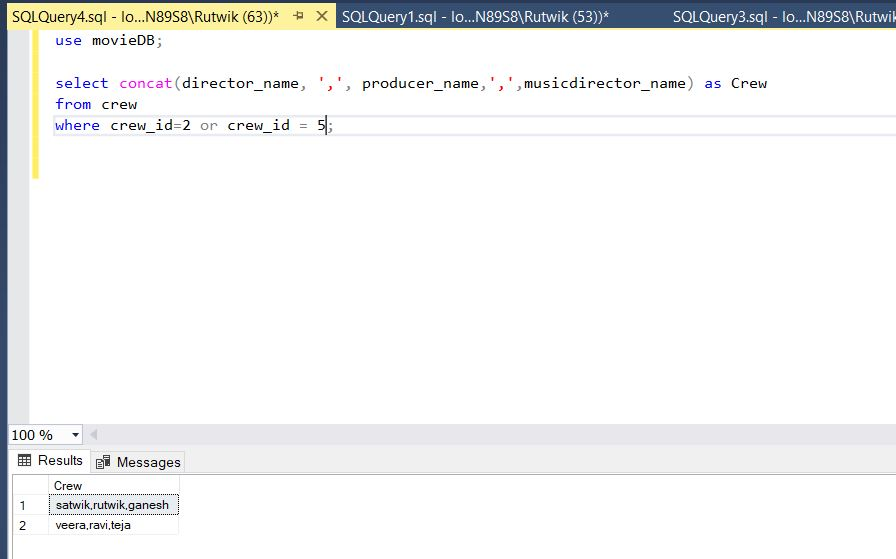 SQLQuery4.sql - lo...N89S8\Rutwik (63))* SQLQuery1.sql - lo...N89S8\Rutwik (53))* SQLQuery3.sql - lo...N89S8\Rutwik
use movieDB;
select concat(director_name, ',', producer_name,',',musicdirector_name) as Crew
from crew
where crew_id=2 or crew_id = 5;
100 %
Results Messages
Crew
1 satwik,rutwik,ganesh
2 veera,ravi,teja